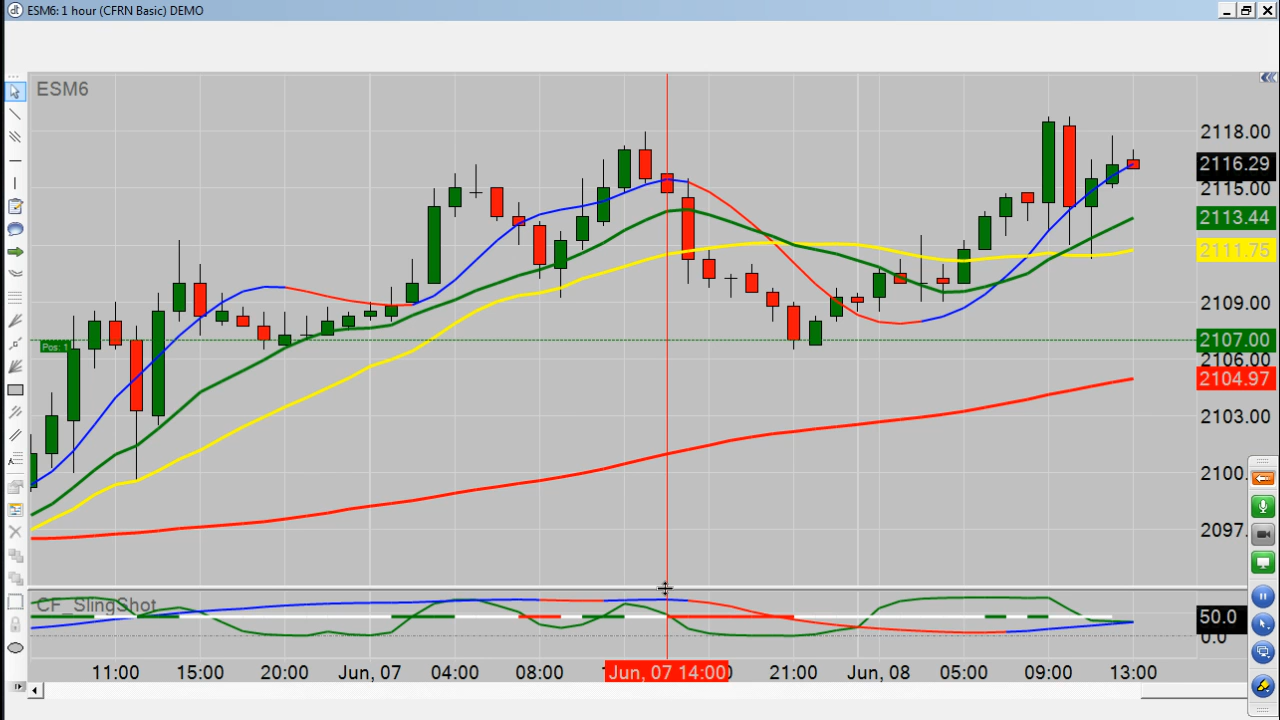 ESM6: 1 hour (CFRN Basic) DEMO
ESM6
2118.00
2116.29
2115.00
2113.44
2111.75
2109.00
Pos: 1
2107.00
2106.00
2104.97
2103.00
2100.
2097.
CF_SlingShot
50.0
0.0
11:00 15:00 20:00 Jun, 07 04:00 08:00 Jun, 07 14:00 21:00 Jun, 08 05:00 09:00 13:00